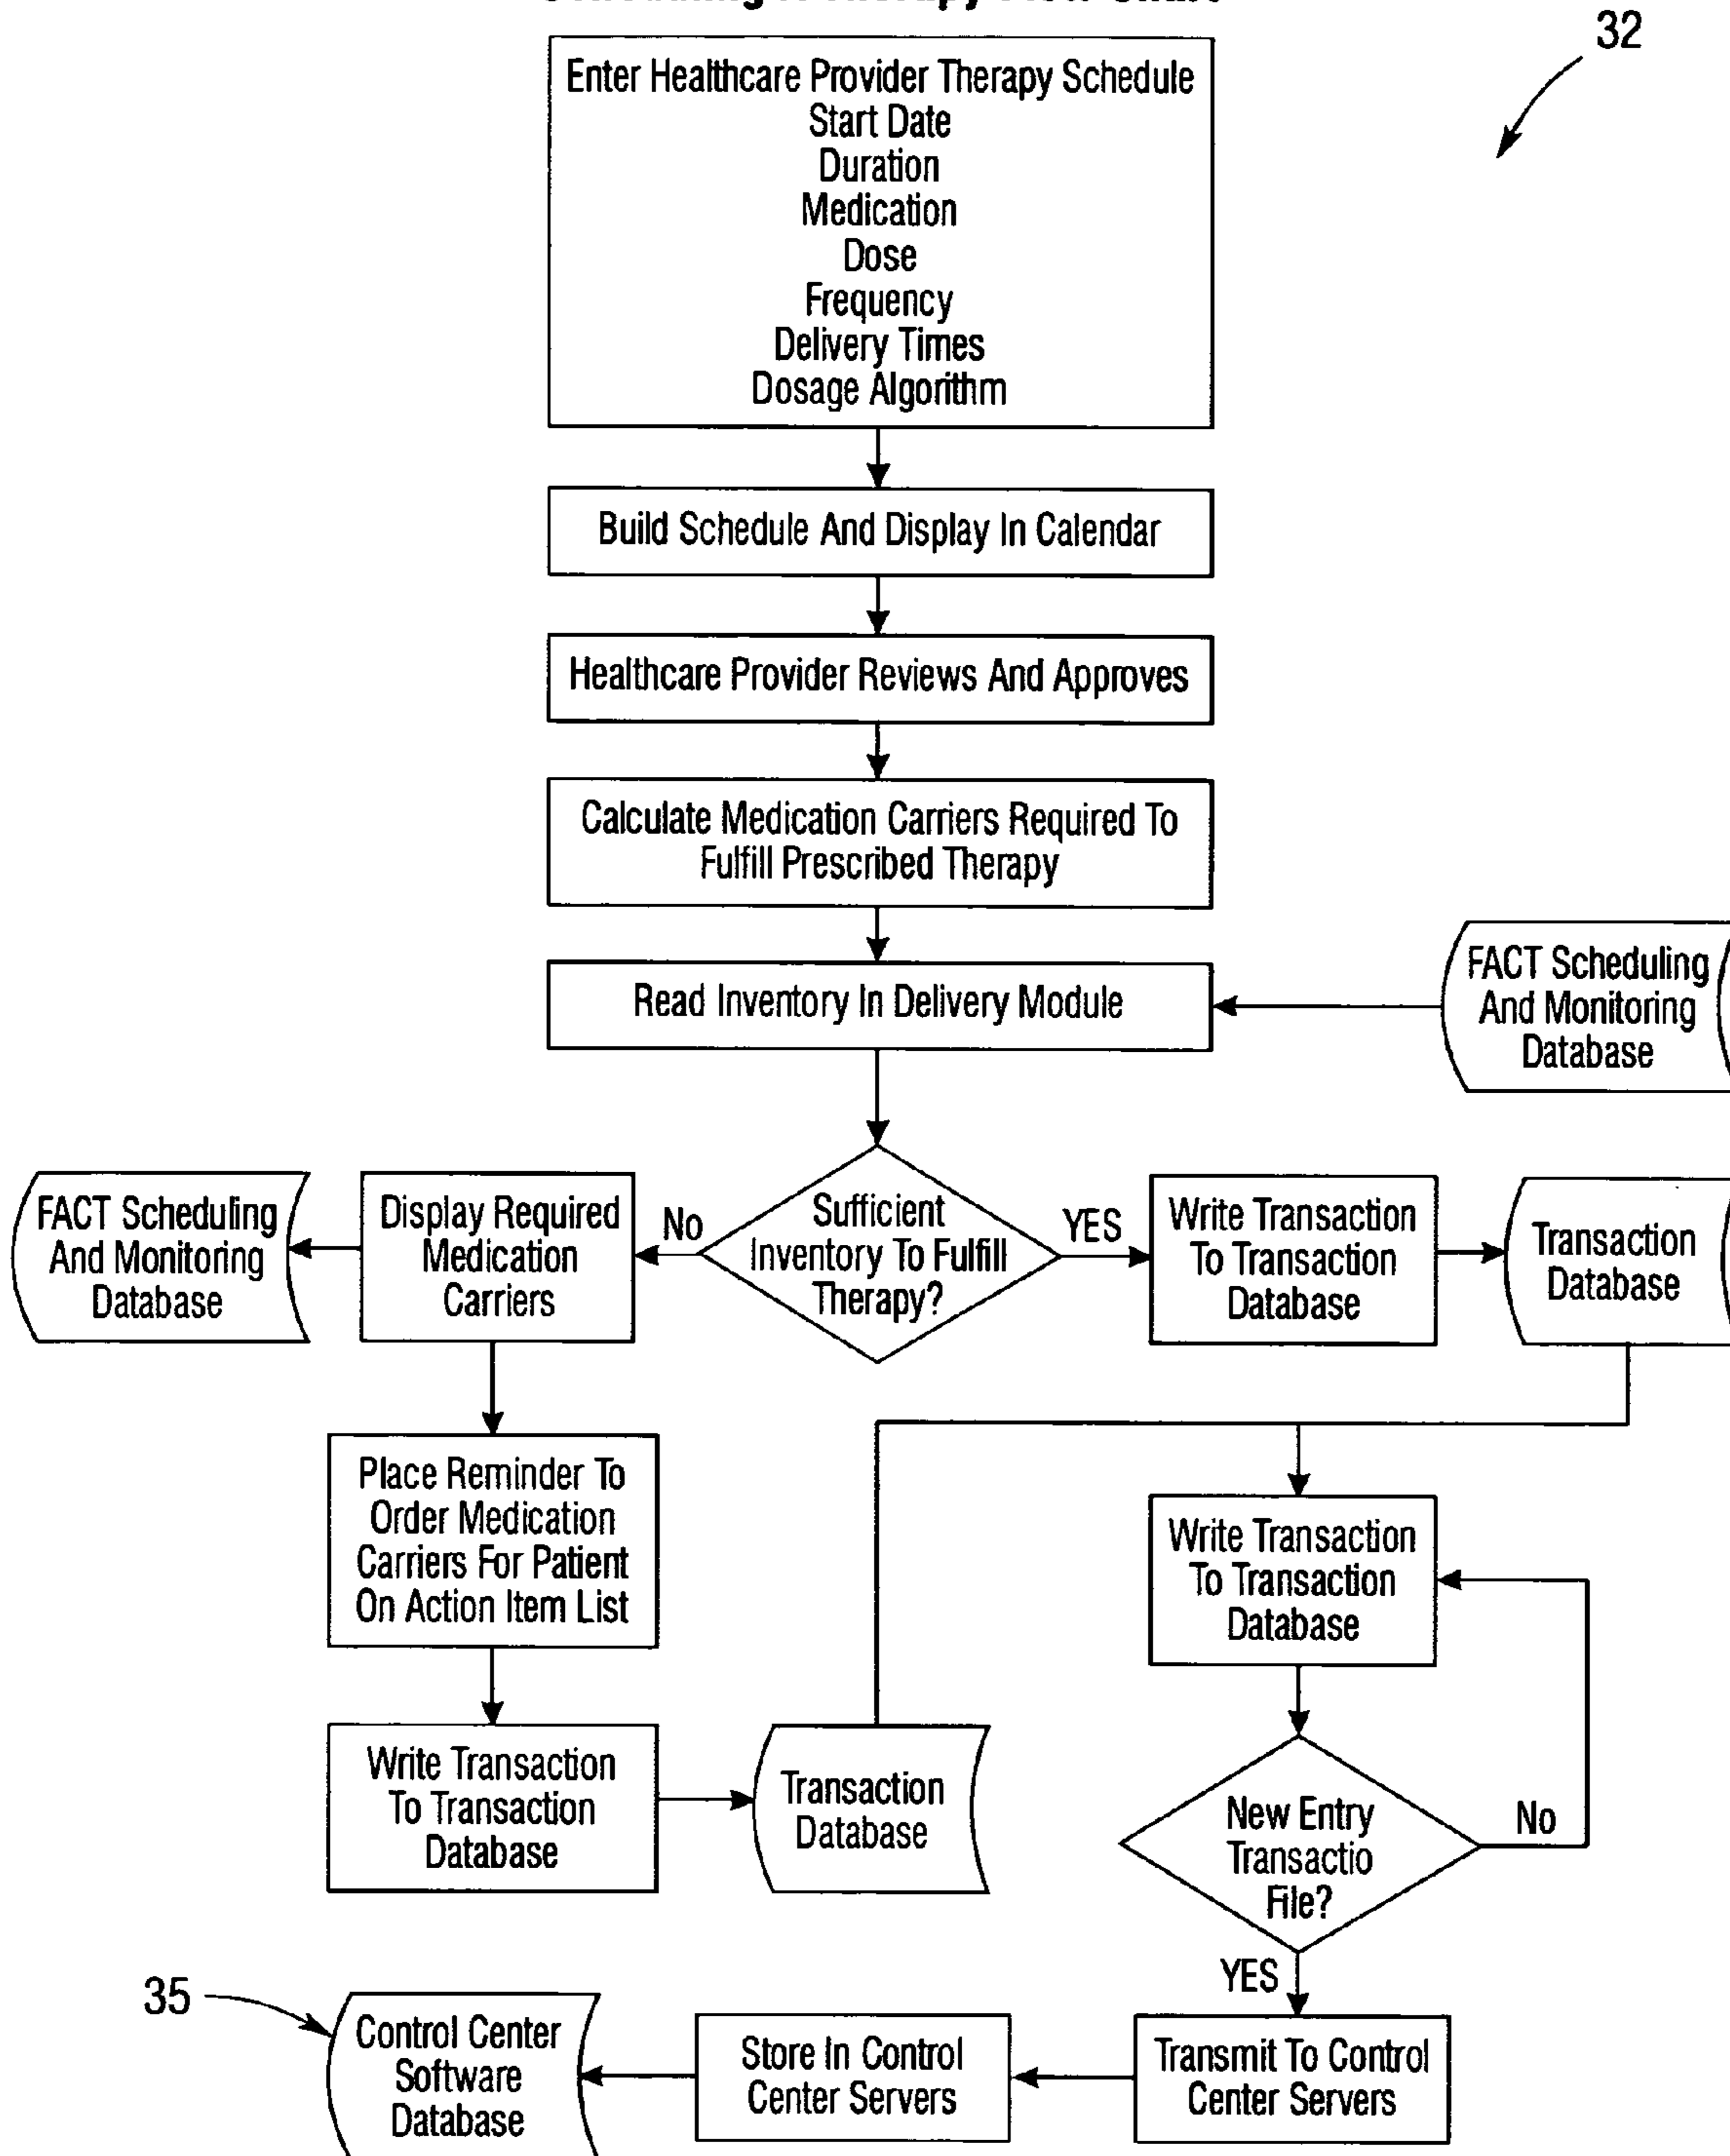 32
Enter Healthcare Provider Therapy Schedule
Start Date
Duration
Medication
Dose
Frequency
Delivery Times
Dosage Algorithm
Build Schedule And Display In Calendar
Healthcare Provider Reviews And Approves
Calculate Medication Carriers Required To
Fulfill Prescribed Therapy
Read Inventory In Delivery Module
FACT Scheduling
And Monitoring
Database
FACT Scheduling
And Monitoring
Database
Display Required
Medication
Carriers
No
Sufficient
Inventory To Fulfill
Therapy?
YES
Write Transaction
To Transaction
Database
Transaction
Database
Place Reminder To
Order Medication
Carriers For Patient
On Action Item List
Write Transaction
To Transaction
Database
Write Transaction
To Transaction
Database
Transaction
Database
New Entry
Transactio
File?
No
YES
35
Control Center
Software
Database
Store In Control
Center Servers
Transmit To Control
Center Servers